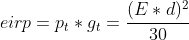 eirp = p_t * g_t = \frac{(E * d)^2}{30}